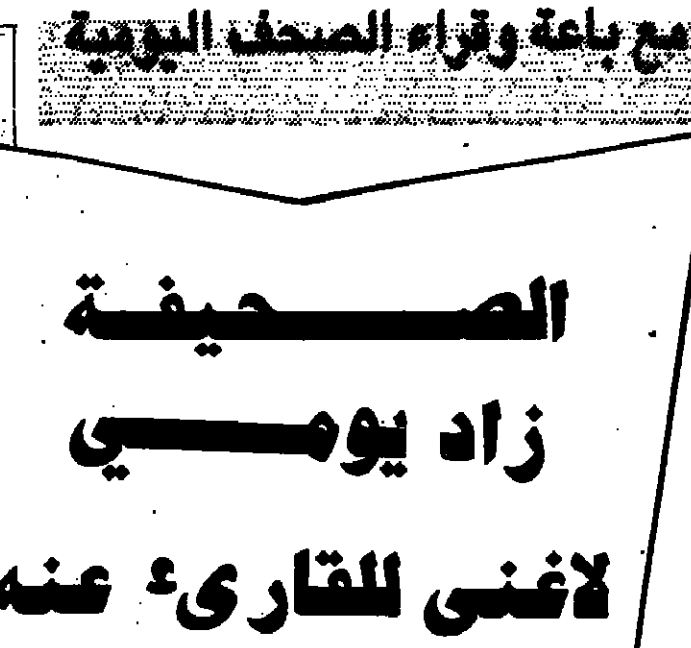 مع باعة وقراء الصحف اليومية
الصحيفة
زاد يومي
لاغنى للقارىء عنه